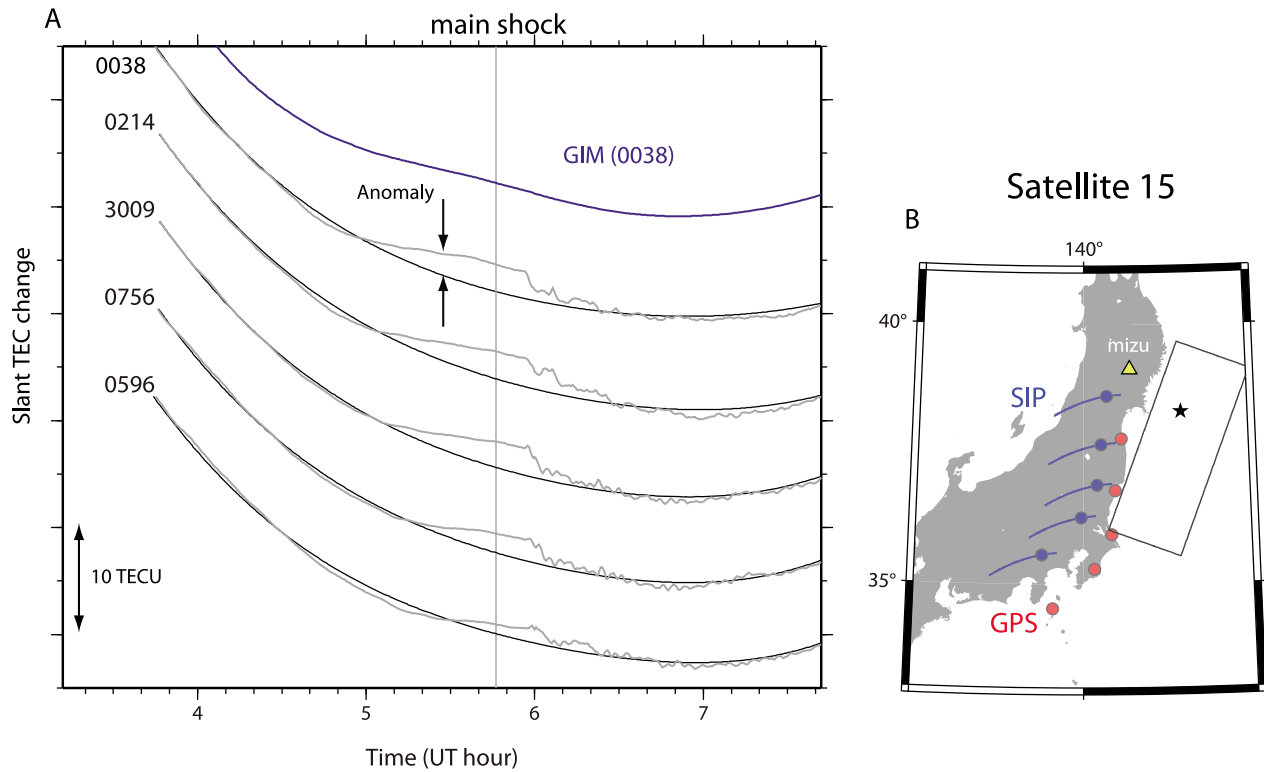 A
main shock
0038
0214
3009
0756
0596
GIM (0038)
Anomaly
10 TECU
Slant TEC change
4
5
6
7
Time (UT hour)
Satellite 15
B
140°
40°
mizu
SIP
35°
GPS